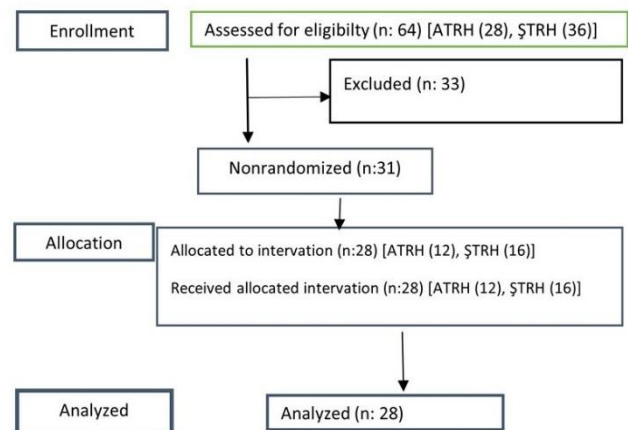 Enrollment
Assessed for eligibilty (n: 64) [ATRH (28), ŞTRH (36)]
Excluded (n: 33)
Nonrandomized (n:31)
Allocation
Allocated to intervation (n:28) [ATRH (12), ŞTRH (16)]
Received allocated intervention (n:28) [ATRH (12), ŞTRH (16)]
Analyzed
Analyzed (n: 28)